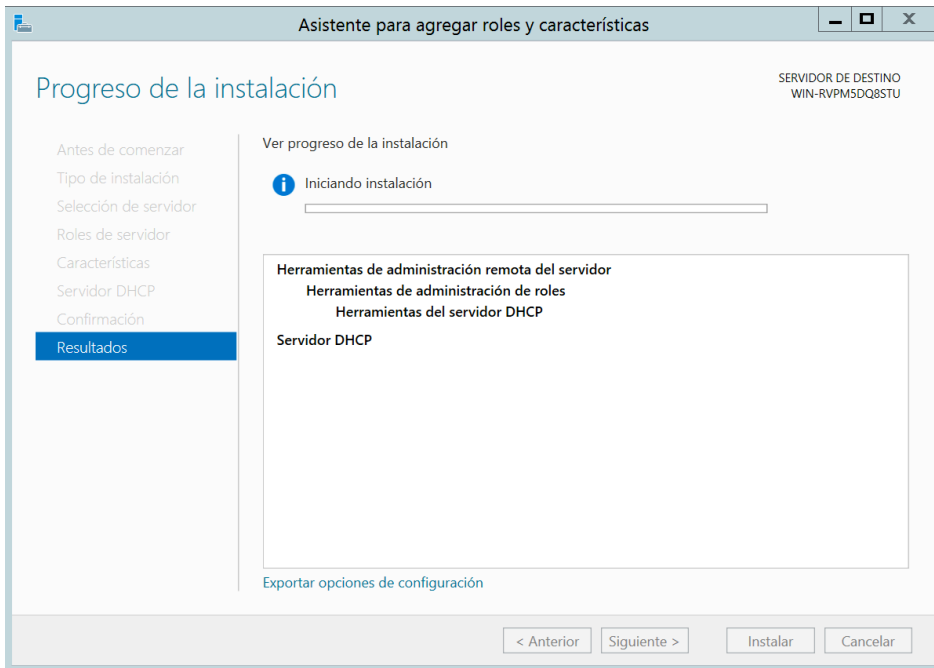 Asistente para agregar roles y características
X
Progreso de la instalación
SERVIDOR DE DESTINO
WIN-RVPM5DQ8STU
Antes de comenzar
Tipo de instalación
Selección de servidor
Roles de servidor
Características
Servidor DHCP
Confirmación
Resultados
Ver progreso de la instalación
Iniciando instalación
Herramientas de administración remota del servidor
Herramientas de administración de roles
Herramientas del servidor DHCP
Servidor DHCP
Exportar opciones de configuración
< Anterior
Siguiente >
Instalar
Cancelar